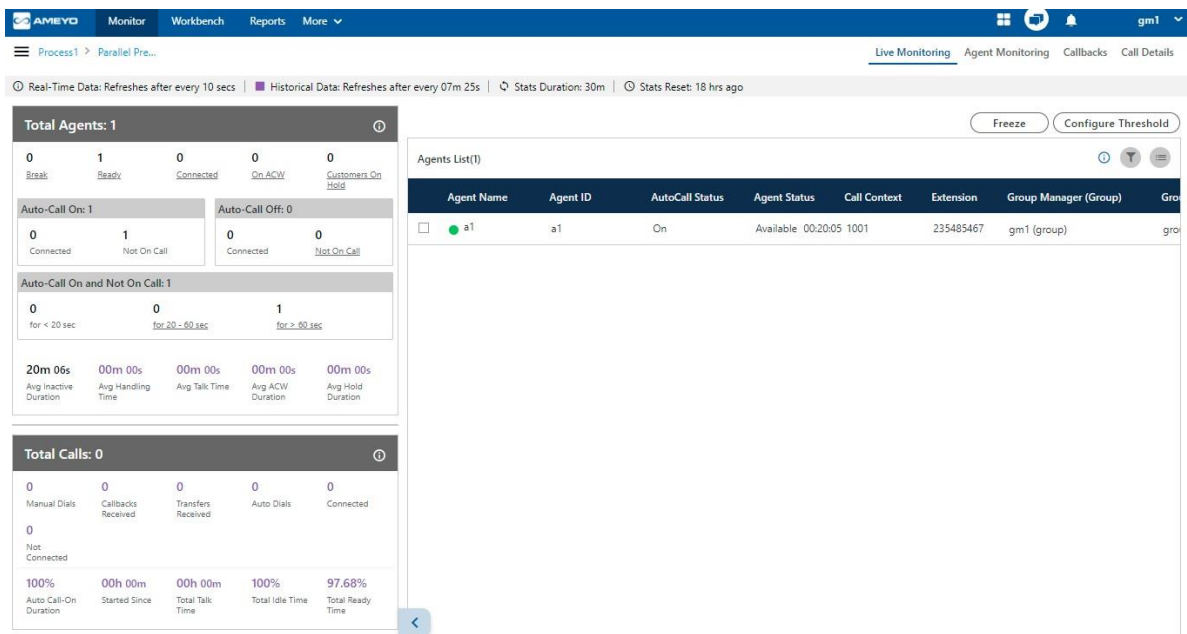 AMEYO Monitor Workbench Reports More gm1
Process1 > Parallel Pre... Live Monitoring Agent Monitoring Callbacks Call Details
Real-Time Data: Refreshes after every 10 secs | Historical Data: Refreshes after every 07m 25s | Stats Duration: 30m | Stats Reset: 18 hrs ago
Total Agents: 1
0 1 0 0 0
Break Ready Connected On ACW Customers On
Hold
Auto-Call On: 1 Auto-Call Off: 0
0 1 0 0
Connected Not On Call Connected Not On Call
Auto-Call On and Not On Call: 1
0 0 1
for < 20 sec for 20 - 60 sec for > 60 sec
20m 06s 00m 00s 00m 00s 00m 00s 00m 00s
Avg Inactive Avg Handling Avg Talk Time Avg ACW Avg Hold
Duration Time Duration Duration
Total Calls: 0
0 0 0 0 0
Manual Dials Callbacks Transfers Auto Dials Connected
Received Received
0
Not
Connected
100% 00h 00m 00h 00m 100% 97.68%
Auto Call-On Started Since Total Talk Total Idle Time Total Ready
Duration Time Time
Freeze Configure Threshold
Agents List(1)
Agent Name Agent ID AutoCall Status Agent Status Call Context Extension Group Manager (Group) Gro
a1 a1 On Available 00:20:05 1001 235485467 gm1 (group) gro